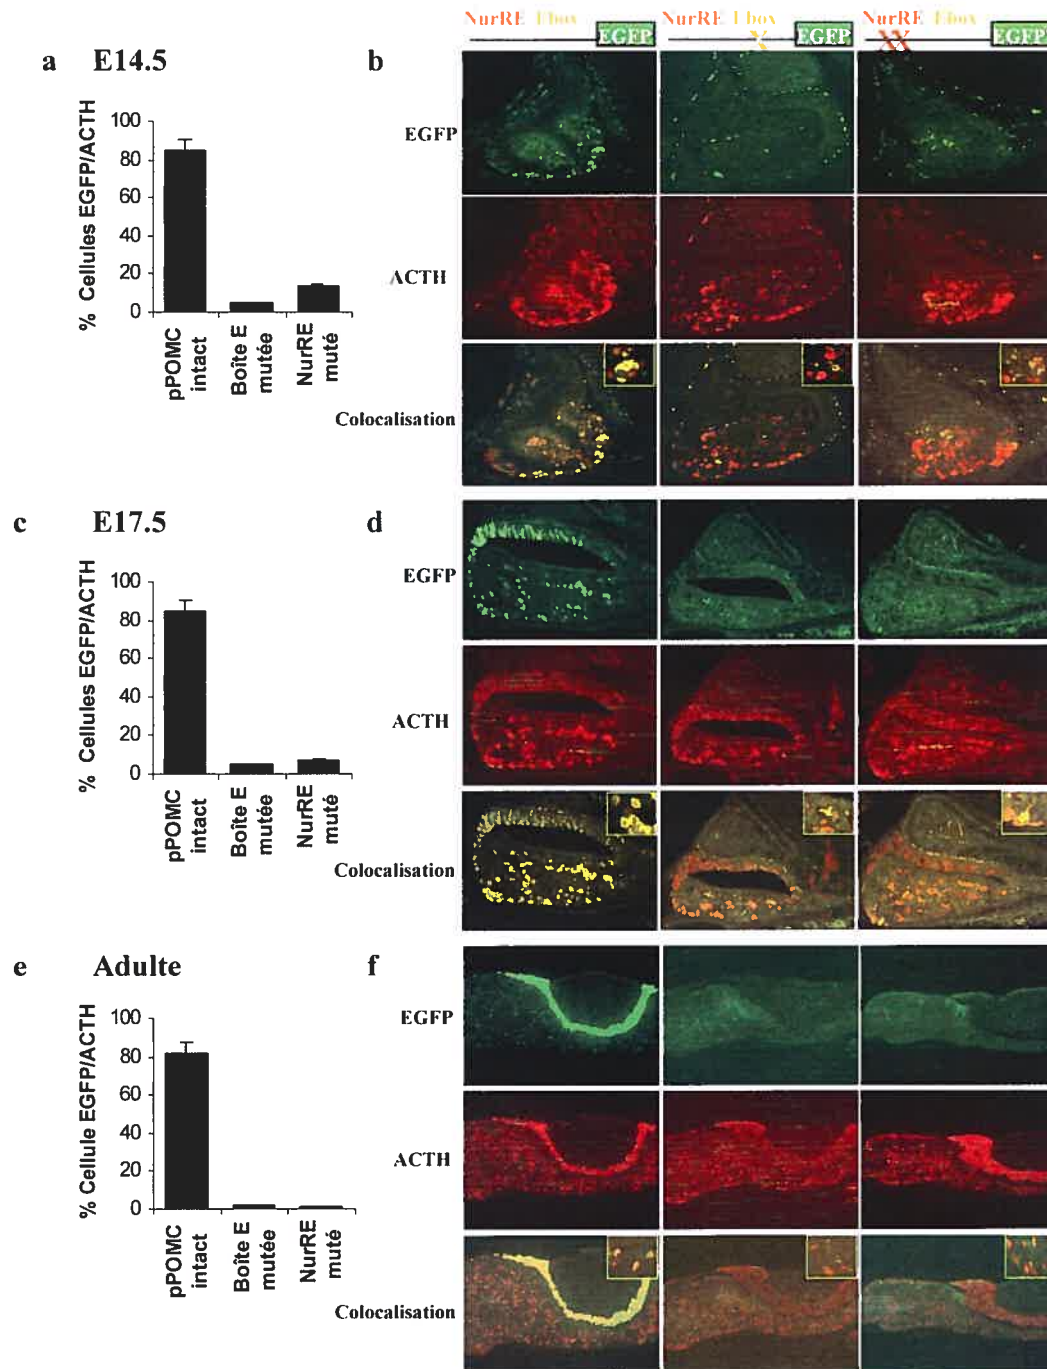 NurRE Ebox NurRE Ebox NurRE Ebox
EGFP EGFP EGFP
a E14.5 b
% Cellules EGFP/ACTH
100
80
60
40
20
0
pPOMC intact
Boîte E mutée
NurRE muté
EGFP
ACTH
Colocalisation
c E17.5 d
% Cellules EGFP/ACTH
100
80
60
40
20
0
pPOMC intact
Boîte E mutée
NurRE muté
EGFP
ACTH
Colocalisation
e Adulte f
% Cellule EGFP/ACTH
100
80
60
40
20
0
pPOMC intact
Boîte E mutée
NurRE muté
EGFP
ACTH
Colocalisation